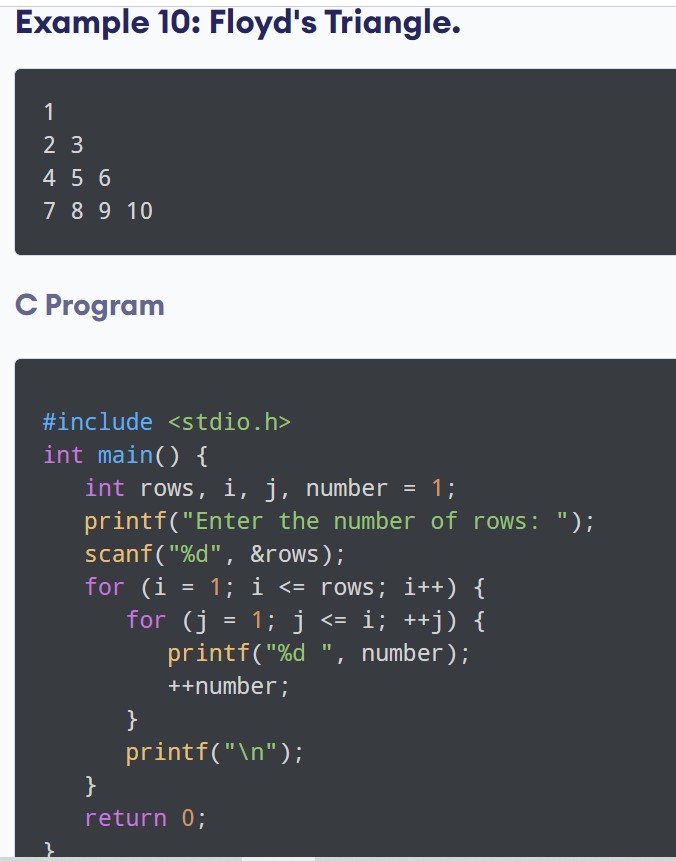 Example 10: Floyd's Triangle.
1
2 3
4 5 6
7 8 9 10
C Program
#include <stdio.h>
int main() {
   int rows, i, j, number = 1;
   printf("Enter the number of rows: ");
   scanf("%d", &rows);
   for (i = 1; i <= rows; i++) {
      for (j = 1; j <= i; ++j) {
         printf("%d ", number);
         ++number;
      }
      printf("\n");
   }
   return 0;
}